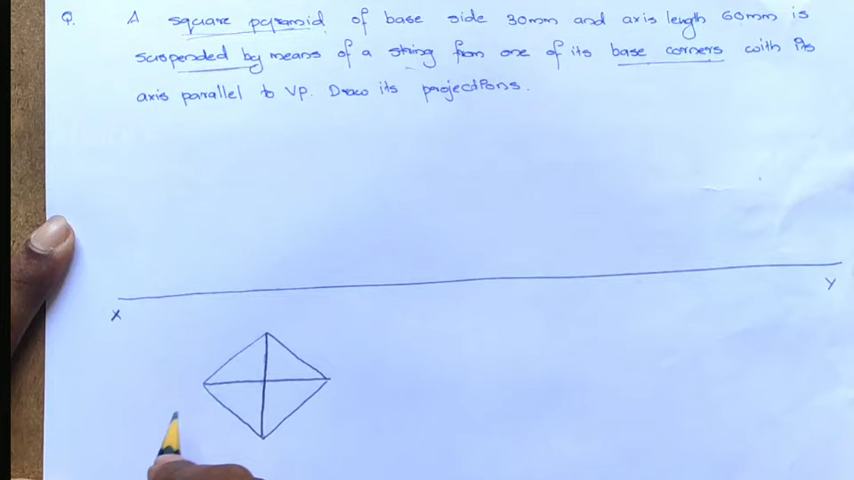 Q. A square pyramid of base side 30mm and axis length 60mm is
suspended by means of a string from one of its base corners with its
axis parallel to VP. Draw its projections.
X
Y